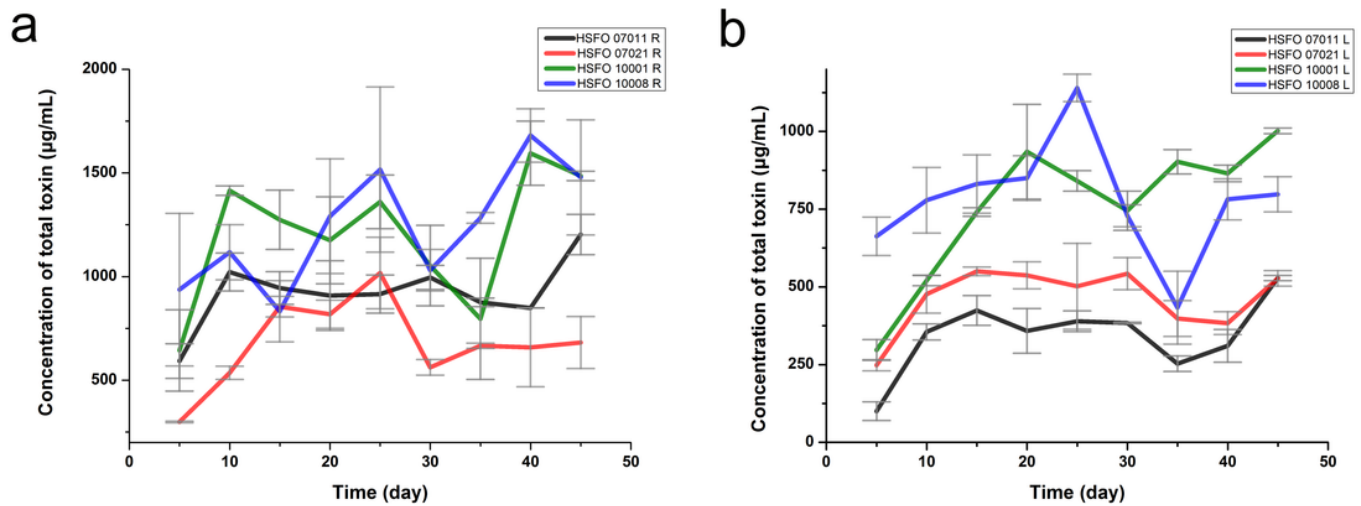 a
HSFO 07011 R
HSFO 07021 R
HSFO 10001 R
HSFO 10008 R
2000
1500
1000
500
Concentration of total toxin (µg/mL)
0
10
20
30
40
50
Time (day)
b
HSFO 07011 L
HSFO 07021 L
HSFO 10001 L
HSFO 10008 L
1000
750
500
250
0
Concentration of total toxin (µg/mL)
0
10
20
30
40
50
Time (day)